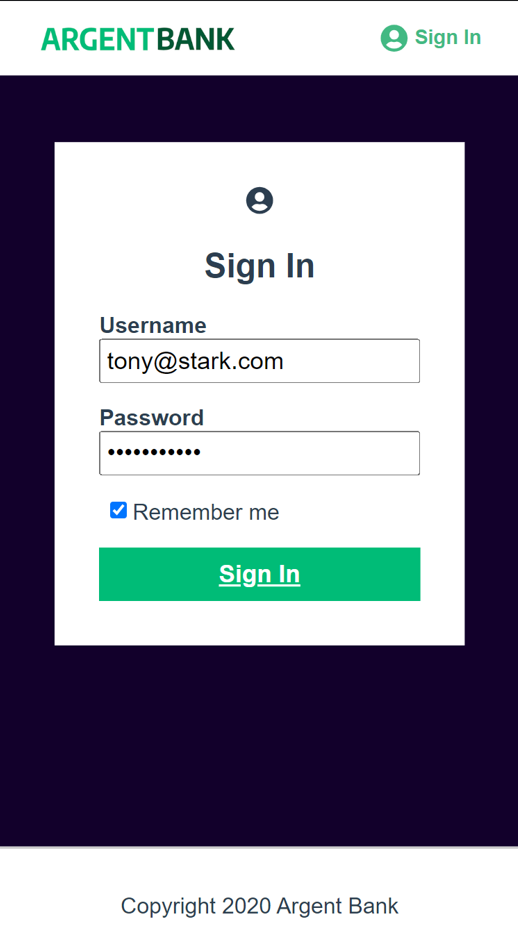 ARGENTBANK
Sign In
Sign In
Username
tony@stark.com
Password
•••••••••••
Remember me
Sign In
Copyright 2020 Argent Bank